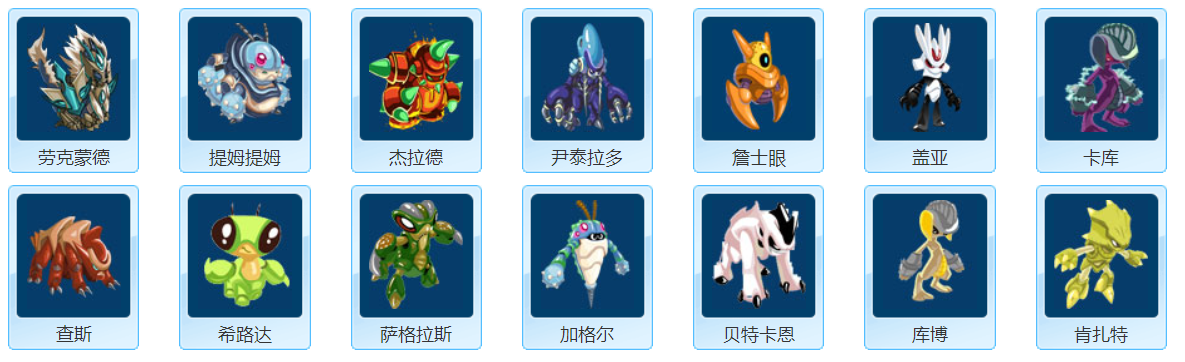 劳克蒙德 提姆提姆 杰拉德 尹泰拉多 詹士眼 盖亚 卡库
查斯 希路达 萨格拉斯 加格尔 贝特卡恩 库博 肯扎特